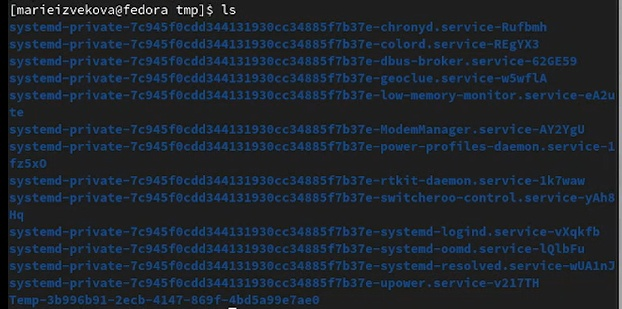 [marieizvekova@fedora tmp]$ ls
systemd-private-7c945f0cdd344131930cc34885f7b37e-chronyd.service-Rufbmh
systemd-private-7c945f0cdd344131930cc34885f7b37e-colord.service-REgYX3
systemd-private-7c945f0cdd344131930cc34885f7b37e-dbus-broker.service-62GE59
systemd-private-7c945f0cdd344131930cc34885f7b37e-geoclue.service-w5wflA
systemd-private-7c945f0cdd344131930cc34885f7b37e-low-memory-monitor.service-eA2u
te
systemd-private-7c945f0cdd344131930cc34885f7b37e-ModemManager.service-AY2YgU
systemd-private-7c945f0cdd344131930cc34885f7b37e-power-profiles-daemon.service-1
fz5xO
systemd-private-7c945f0cdd344131930cc34885f7b37e-rtkit-daemon.service-1k7waw
systemd-private-7c945f0cdd344131930cc34885f7b37e-switcheroo-control.service-yAh8
Hq
systemd-private-7c945f0cdd344131930cc34885f7b37e-systemd-logind.service-vXqkfb
systemd-private-7c945f0cdd344131930cc34885f7b37e-systemd-oomd.service-lQlbFu
systemd-private-7c945f0cdd344131930cc34885f7b37e-systemd-resolved.service-wUA1nJ
systemd-private-7c945f0cdd344131930cc34885f7b37e-upower.service-v217TH
Temp-3b996b91-2ecb-4147-869f-4bd5a99e7ae0